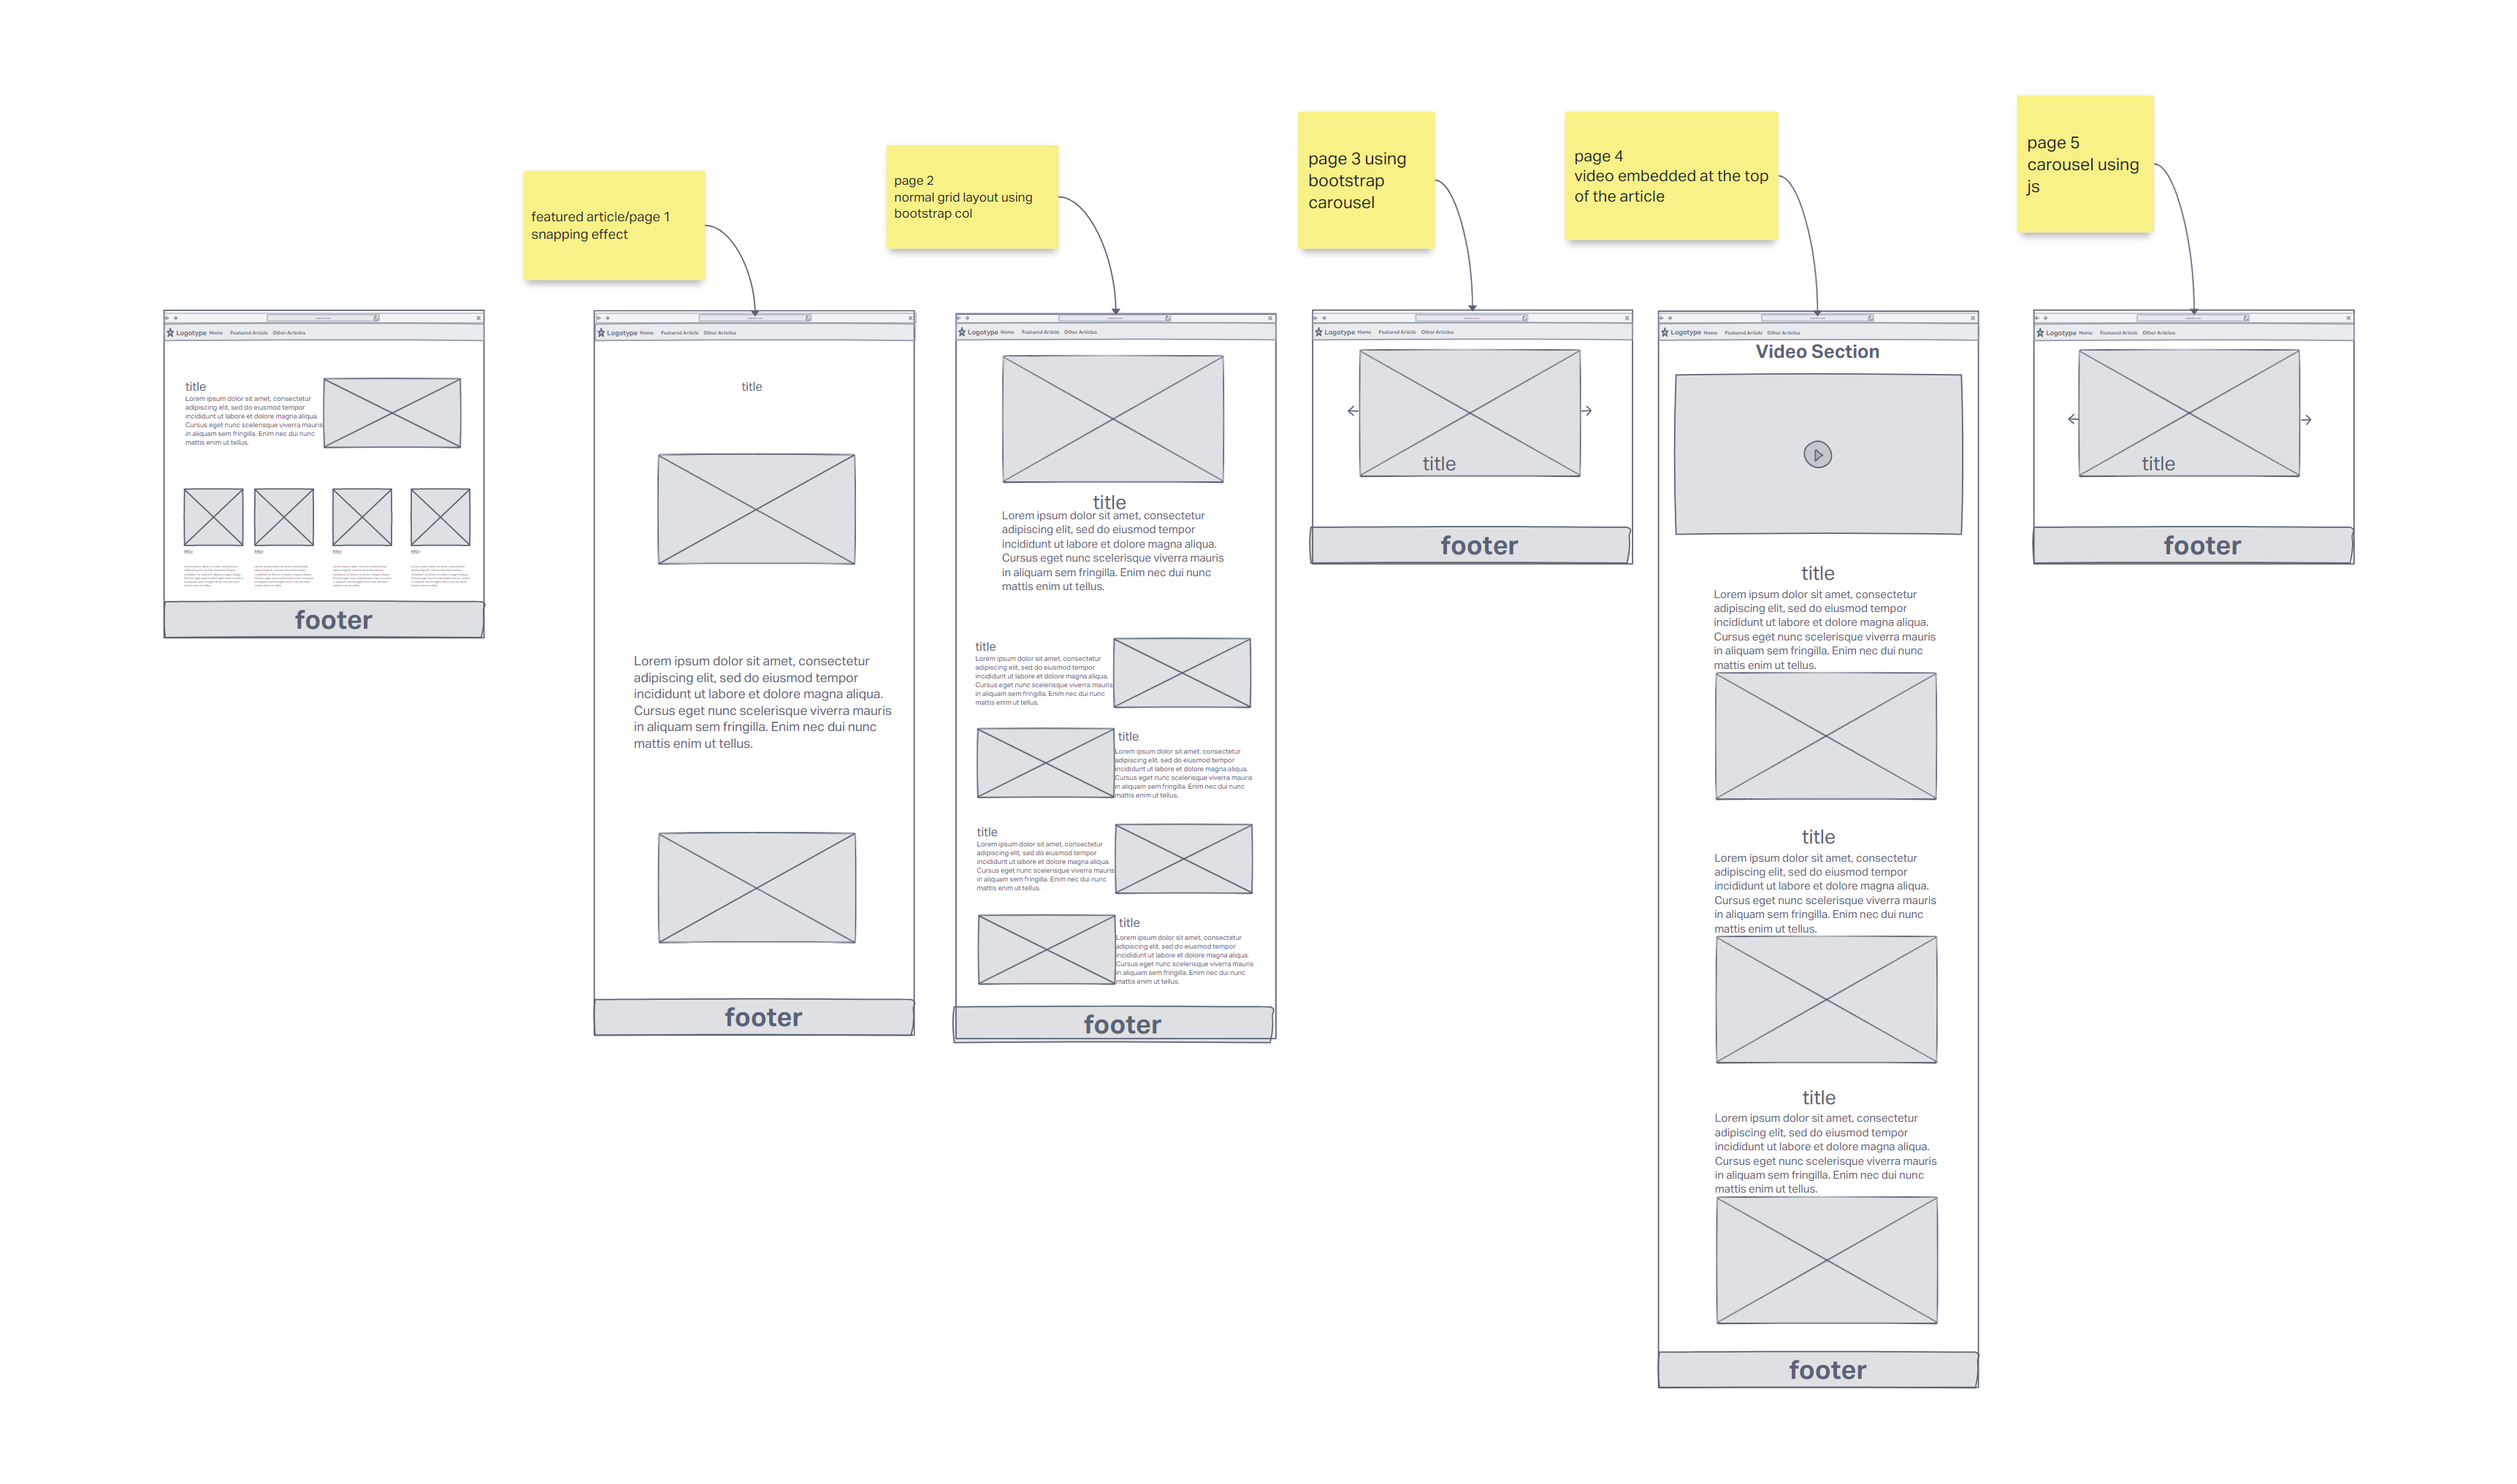 featured article/page 1
snapping effect
page 2
normal grid layout using
bootstrap col
page 3 using
bootstrap
carousel
page 4
video embedded at the top
of the article
page 5
carousel using
js
Logotype Home Featured Article Other Articles
title
Lorem ipsum dolor sit amet, consectetur
adipiscing elit, sed do eiusmod tempor
incididunt ut labore et dolore magna aliqua.
Cursus eget nunc scelerisque viverra mauris
in aliquam sem fringilla. Enim nec dui nunc
mattis enim ut tellus.
title
title
title
title
footer
Logotype Home Featured Article Other Articles
title
Lorem ipsum dolor sit amet, consectetur
adipiscing elit, sed do eiusmod tempor
incididunt ut labore et dolore magna aliqua.
Cursus eget nunc scelerisque viverra mauris
in aliquam sem fringilla. Enim nec dui nunc
mattis enim ut tellus.
footer
Logotype Home Featured Article Other Articles
title
Lorem ipsum dolor sit amet, consectetur
adipiscing elit, sed do eiusmod tempor
incididunt ut labore et dolore magna aliqua.
Cursus eget nunc scelerisque viverra mauris
in aliquam sem fringilla. Enim nec dui nunc
mattis enim ut tellus.
title
Lorem ipsum dolor sit amet, consectetur
adipiscing elit, sed do eiusmod tempor
incididunt ut labore et dolore magna aliqua.
Cursus eget nunc scelerisque viverra mauris
in aliquam sem fringilla. Enim nec dui nunc
mattis enim ut tellus.
title
Lorem ipsum dolor sit amet, consectetur
adipiscing elit, sed do eiusmod tempor
incididunt ut labore et dolore magna aliqua.
Cursus eget nunc scelerisque viverra mauris
in aliquam sem fringilla. Enim nec dui nunc
mattis enim ut tellus.
title
Lorem ipsum dolor sit amet, consectetur
adipiscing elit, sed do eiusmod tempor
incididunt ut labore et dolore magna aliqua.
Cursus eget nunc scelerisque viverra mauris
in aliquam sem fringilla. Enim nec dui nunc
mattis enim ut tellus.
title
Lorem ipsum dolor sit amet, consectetur
adipiscing elit, sed do eiusmod tempor
incididunt ut labore et dolore magna aliqua.
Cursus eget nunc scelerisque viverra mauris
in aliquam sem fringilla. Enim nec dui nunc
mattis enim ut tellus.
footer
Logotype Home Featured Article Other Articles
title
footer
Logotype Home Featured Article Other Articles
Video Section
title
Lorem ipsum dolor sit amet, consectetur
adipiscing elit, sed do eiusmod tempor
incididunt ut labore et dolore magna aliqua.
Cursus eget nunc scelerisque viverra mauris
in aliquam sem fringilla. Enim nec dui nunc
mattis enim ut tellus.
title
Lorem ipsum dolor sit amet, consectetur
adipiscing elit, sed do eiusmod tempor
incididunt ut labore et dolore magna aliqua.
Cursus eget nunc scelerisque viverra mauris
in aliquam sem fringilla. Enim nec dui nunc
mattis enim ut tellus.
title
Lorem ipsum dolor sit amet, consectetur
adipiscing elit, sed do eiusmod tempor
incididunt ut labore et dolore magna aliqua.
Cursus eget nunc scelerisque viverra mauris
in aliquam sem fringilla. Enim nec dui nunc
mattis enim ut tellus.
footer
Logotype Home Featured Article Other Articles
title
footer